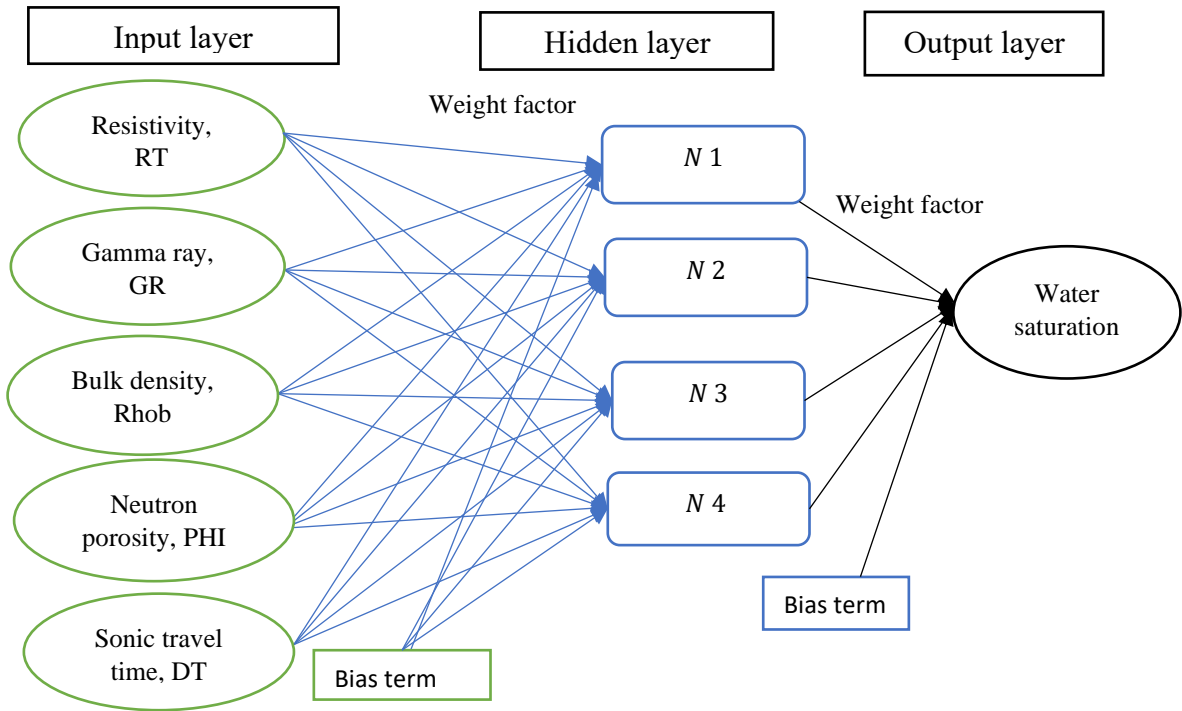 Input layer
Hidden layer
Output layer
Weight factor
Resistivity,
RT
N 1
Weight factor
Gamma ray,
GR
N 2
Water
saturation
Bulk density,
Rhob
N 3
Neutron
porosity, PHI
N 4
Bias term
Sonic travel
time, DT
Bias term